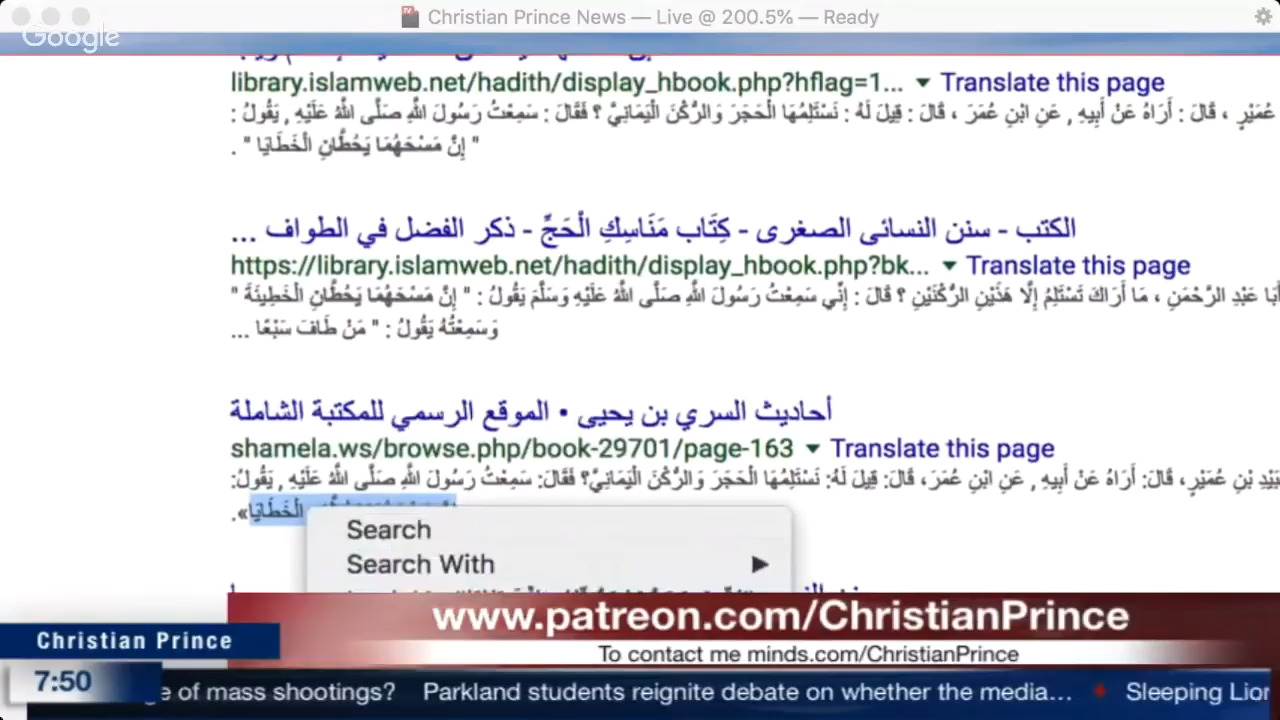 Christian Prince News — Live @ 200.5% — Ready
Google
library.islamweb.net/hadith/display_hbook.php?hflag=1... ▼ Translate this page
عُمَيْرٍ ، قَالَ : أَرَاهُ عَنْ أَبِيهِ , عَنِ ابْنِ عُمَرَ ، قَالَ : قِيلَ لَهُ : نَسْتَلِمُهَا الْحَجَرَ وَالرُّكْنَ الْيَمَانِيَّ ؟ فَقَالَ : سَمِعْتُ رَسُولَ اللَّهِ صَلَّى اللَّهُ عَلَيْهِ , يَقُولُ :
" إِنَّ مَسْحَهُمَا يَحُطَّانِ الْخَطَايَا " .
الكتب - سنن النسائى الصغرى - كِتَاب مَنَاسِكِ الْحَجِّ - ذكر الفضل في الطواف ...
https://library.islamweb.net/hadith/display_hbook.php?bk... ▼ Translate this page
أَبَا عَبْدِ الرَّحْمَنِ ، مَا أَرَاكَ تَسْتَلِمُ إِلَّا هَذَيْنِ الرُّكْنَيْنِ ؟ قَالَ : إِنِّي سَمِعْتُ رَسُولَ اللَّهِ صَلَّى اللَّهُ عَلَيْهِ وَسَلَّمَ يَقُولُ : " إِنَّ مَسْحَهُمَا يَحُطَّانِ الْخَطِيئَةَ "
وَسَمِعْتُهُ يَقُولُ : " مَنْ طَافَ سَبْعًا ...
أحاديث السري بن يحيى • الموقع الرسمي للمكتبة الشاملة
shamela.ws/browse.php/book-29701/page-163 ▼ Translate this page
بْنِ عُمَيْرٍ، قَالَ: أَرَاهُ عَنْ أَبِيهِ , عَنِ ابْنِ عُمَرَ، قَالَ: قِيلَ لَهُ: نَسْتَلِمُهَا الْحَجَرَ وَالرُّكْنَ الْيَمَانِيَّ؟ فَقَالَ: سَمِعْتُ رَسُولَ اللَّهِ صَلَّى اللَّهُ عَلَيْهِ , يَقُولُ:
الْخَطَايَا».
Search
Search With ▶
www.patreon.com/ChristianPrince
Christian Prince
To contact me minds.com/ChristianPrince
7:50
of mass shootings? Parkland students reignite debate on whether the media... Sleeping Lion